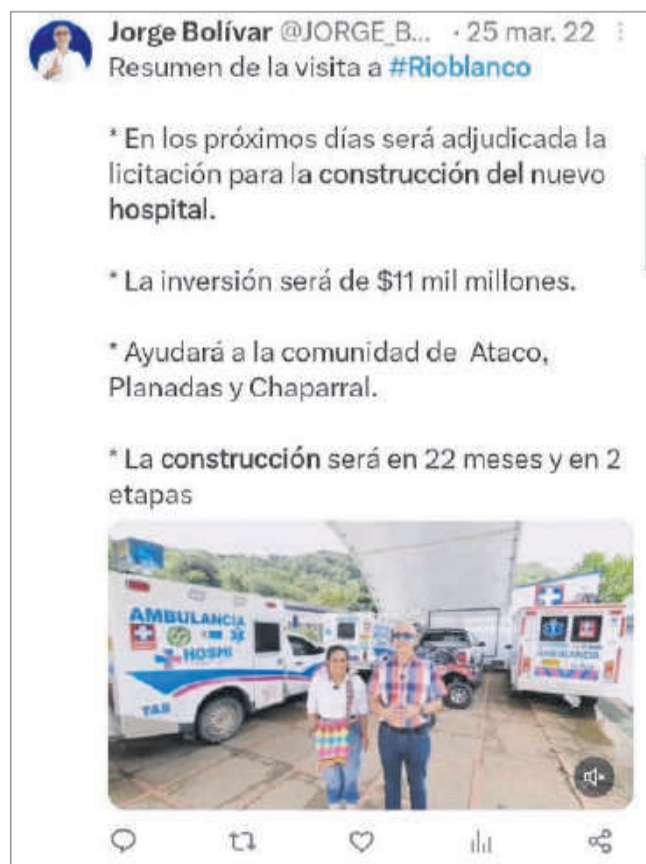 Jorge Bolívar @JORGE_B... · 25 mar. 22
Resumen de la visita a #Rioblanco
* En los próximos días será adjudicada la
licitación para la construcción del nuevo
hospital.
* La inversión será de $11 mil millones.
* Ayudará a la comunidad de Ataco,
Planadas y Chaparral.
* La construcción será en 22 meses y en 2
etapas
AMBULANCIA
HOSMI
TAB
AMBULANCIA